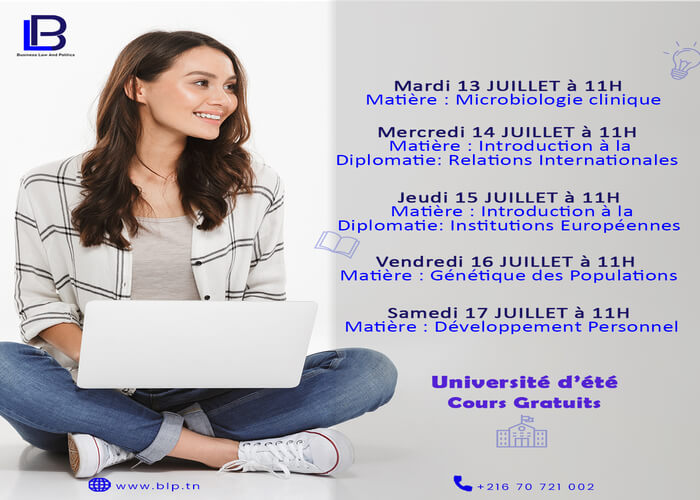 LB
Business Law And Politics
Mardi 13 JUILLET à 11H
Matière : Microbiologie clinique
Mercredi 14 JUILLET à 11H
Matière : Introduction à la
Diplomatie: Relations Internationales
Jeudi 15 JUILLET à 11H
Matière : Introduction à la
Diplomatie: Institutions Européennes
Vendredi 16 JUILLET à 11H
Matière : Génétique des Populations
Samedi 17 JUILLET à 11H
Matière : Développement Personnel
Université d'été
Cours Gratuits
www.blp.tn
+216 70 721 002